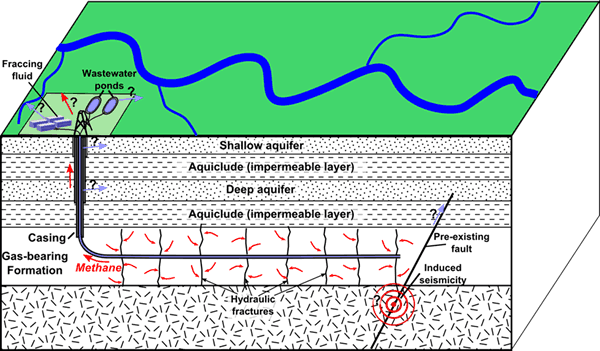 Fraccing
fluid
?
Wastewater
ponds
?
?
?
?
Shallow aquifer
Aquiclude (impermeable layer)
?
Deep aquifer
Aquiclude (impermeable layer)
?
Casing
Pre-existing
fault
Gas-bearing
Formation
Methane
Induced
seismicity
?
Hydraulic
fractures